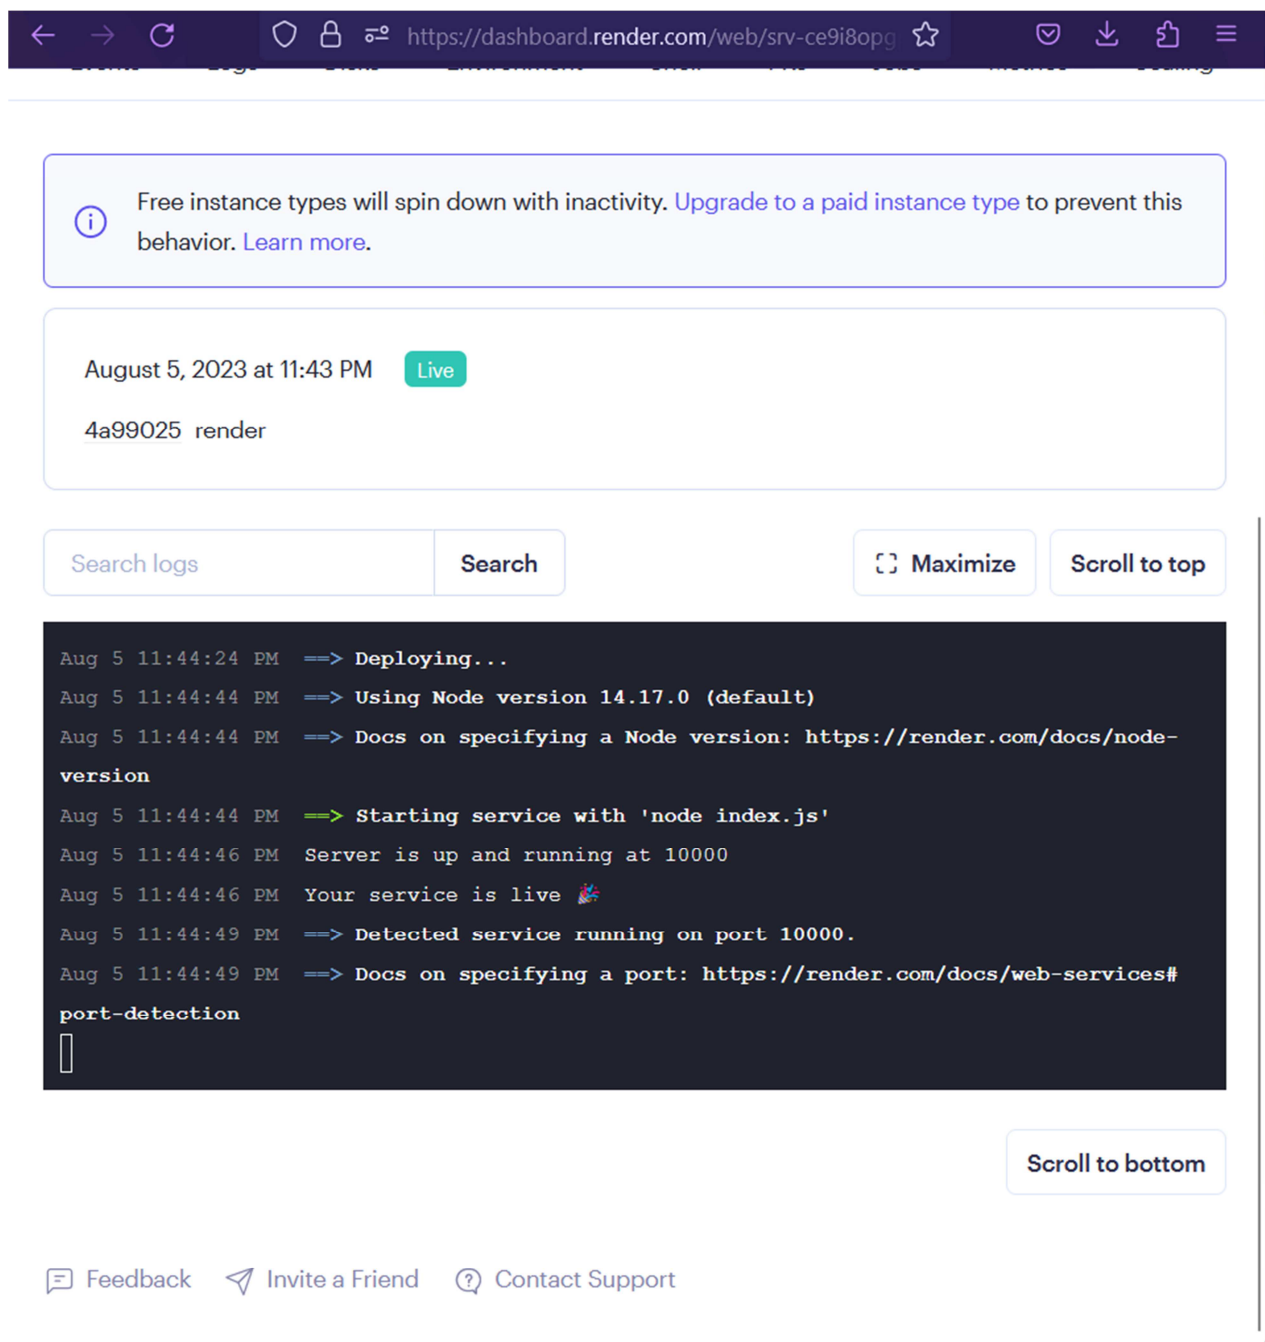 https://dashboard.render.com/web/srv-ce9i8opg
Free instance types will spin down with inactivity. Upgrade to a paid instance type to prevent this
behavior. Learn more.
August 5, 2023 at 11:43 PM Live
4a99025 render
Search logs Search Maximize Scroll to top
Aug 5 11:44:24 PM ==> Deploying...
Aug 5 11:44:44 PM ==> Using Node version 14.17.0 (default)
Aug 5 11:44:44 PM ==> Docs on specifying a Node version: https://render.com/docs/node-
version
Aug 5 11:44:44 PM ==> Starting service with 'node index.js'
Aug 5 11:44:46 PM Server is up and running at 10000
Aug 5 11:44:46 PM Your service is live 🎉
Aug 5 11:44:49 PM ==> Detected service running on port 10000.
Aug 5 11:44:49 PM ==> Docs on specifying a port: https://render.com/docs/web-services#
port-detection
Scroll to bottom
Feedback Invite a Friend Contact Support